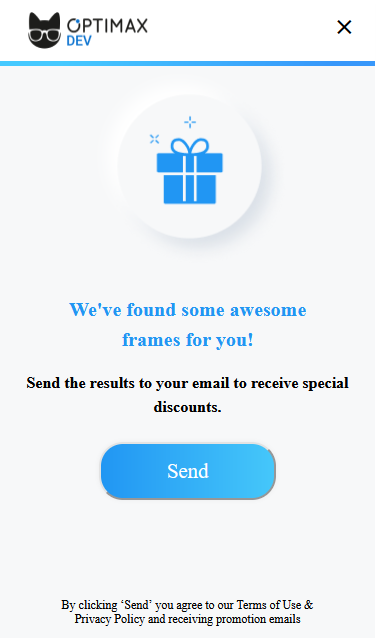 OPTIMAX
DEV
We've found some awesome
frames for you!
Send the results to your email to receive special
discounts.
Send
By clicking ‘Send’ you agree to our Terms of Use &
Privacy Policy and receiving promotion emails